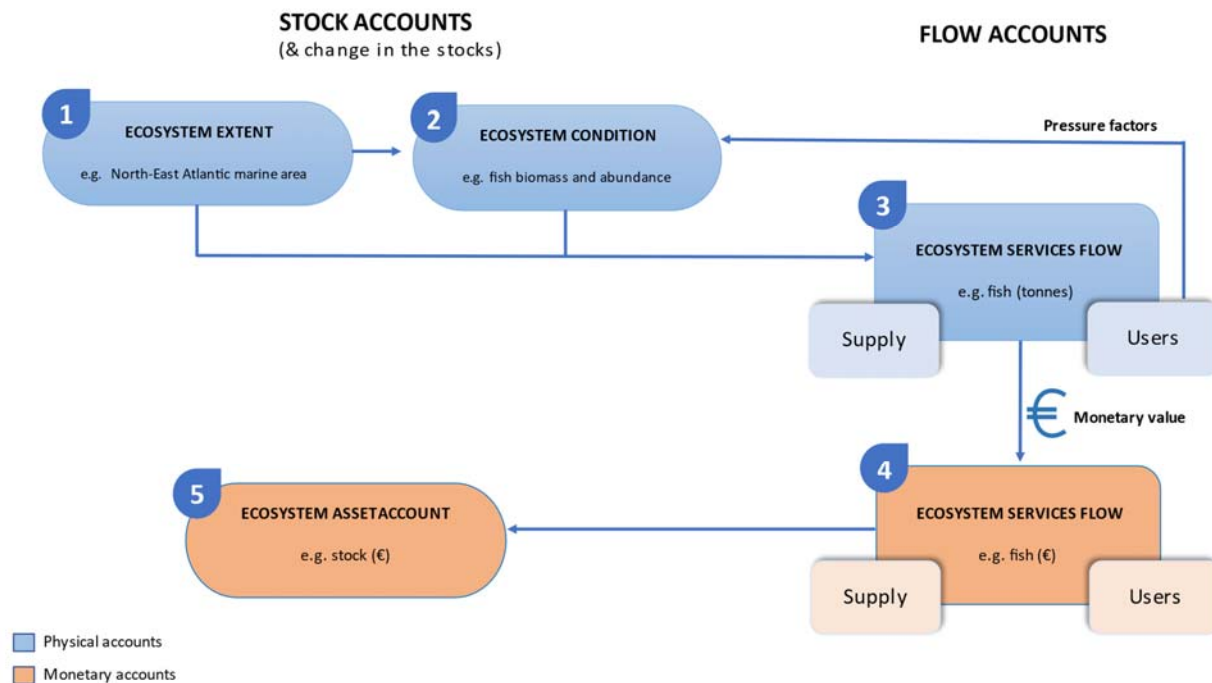 STOCK ACCOUNTS
(& change in the stocks)
FLOW ACCOUNTS
1
ECOSYSTEM EXTENT
e.g. North-East Atlantic marine area
2
ECOSYSTEM CONDITION
e.g. fish biomass and abundance
Pressure factors
3
ECOSYSTEM SERVICES FLOW
e.g. fish (tonnes)
Supply
Users
€ Monetary value
4
ECOSYSTEM SERVICES FLOW
e.g. fish (€)
Supply
Users
5
ECOSYSTEM ASSETACCOUNT
e.g. stock (€)
Physical accounts
Monetary accounts